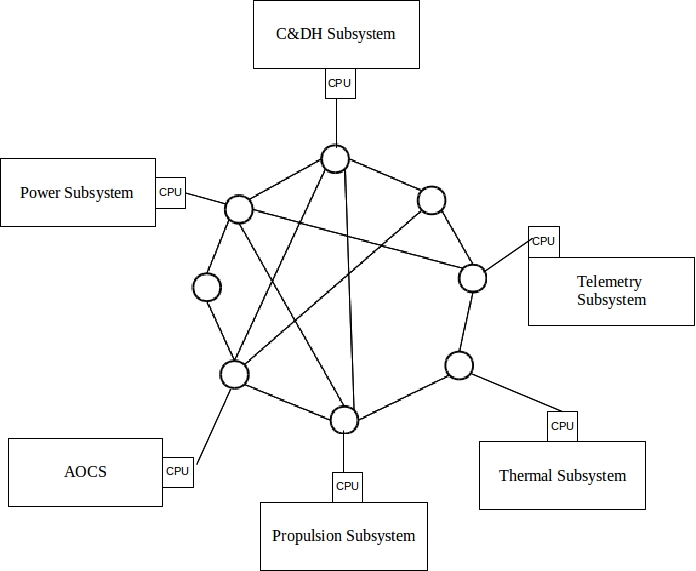 C&DH Subsystem
CPU
Power Subsystem
CPU
CPU
Telemetry
Subsystem
CPU
Thermal Subsystem
AOCS
CPU
CPU
Propulsion Subsystem